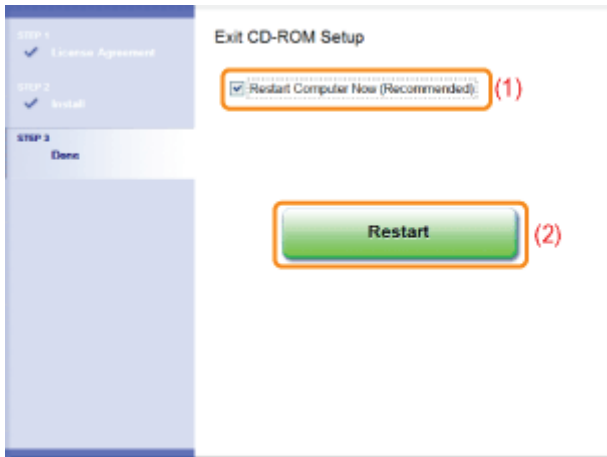 STEP 1
License Agreement
STEP 2
Install
STEP 3
Done
Exit CD-ROM Setup
Restart Computer Now (Recommended)
(1)
Restart
(2)